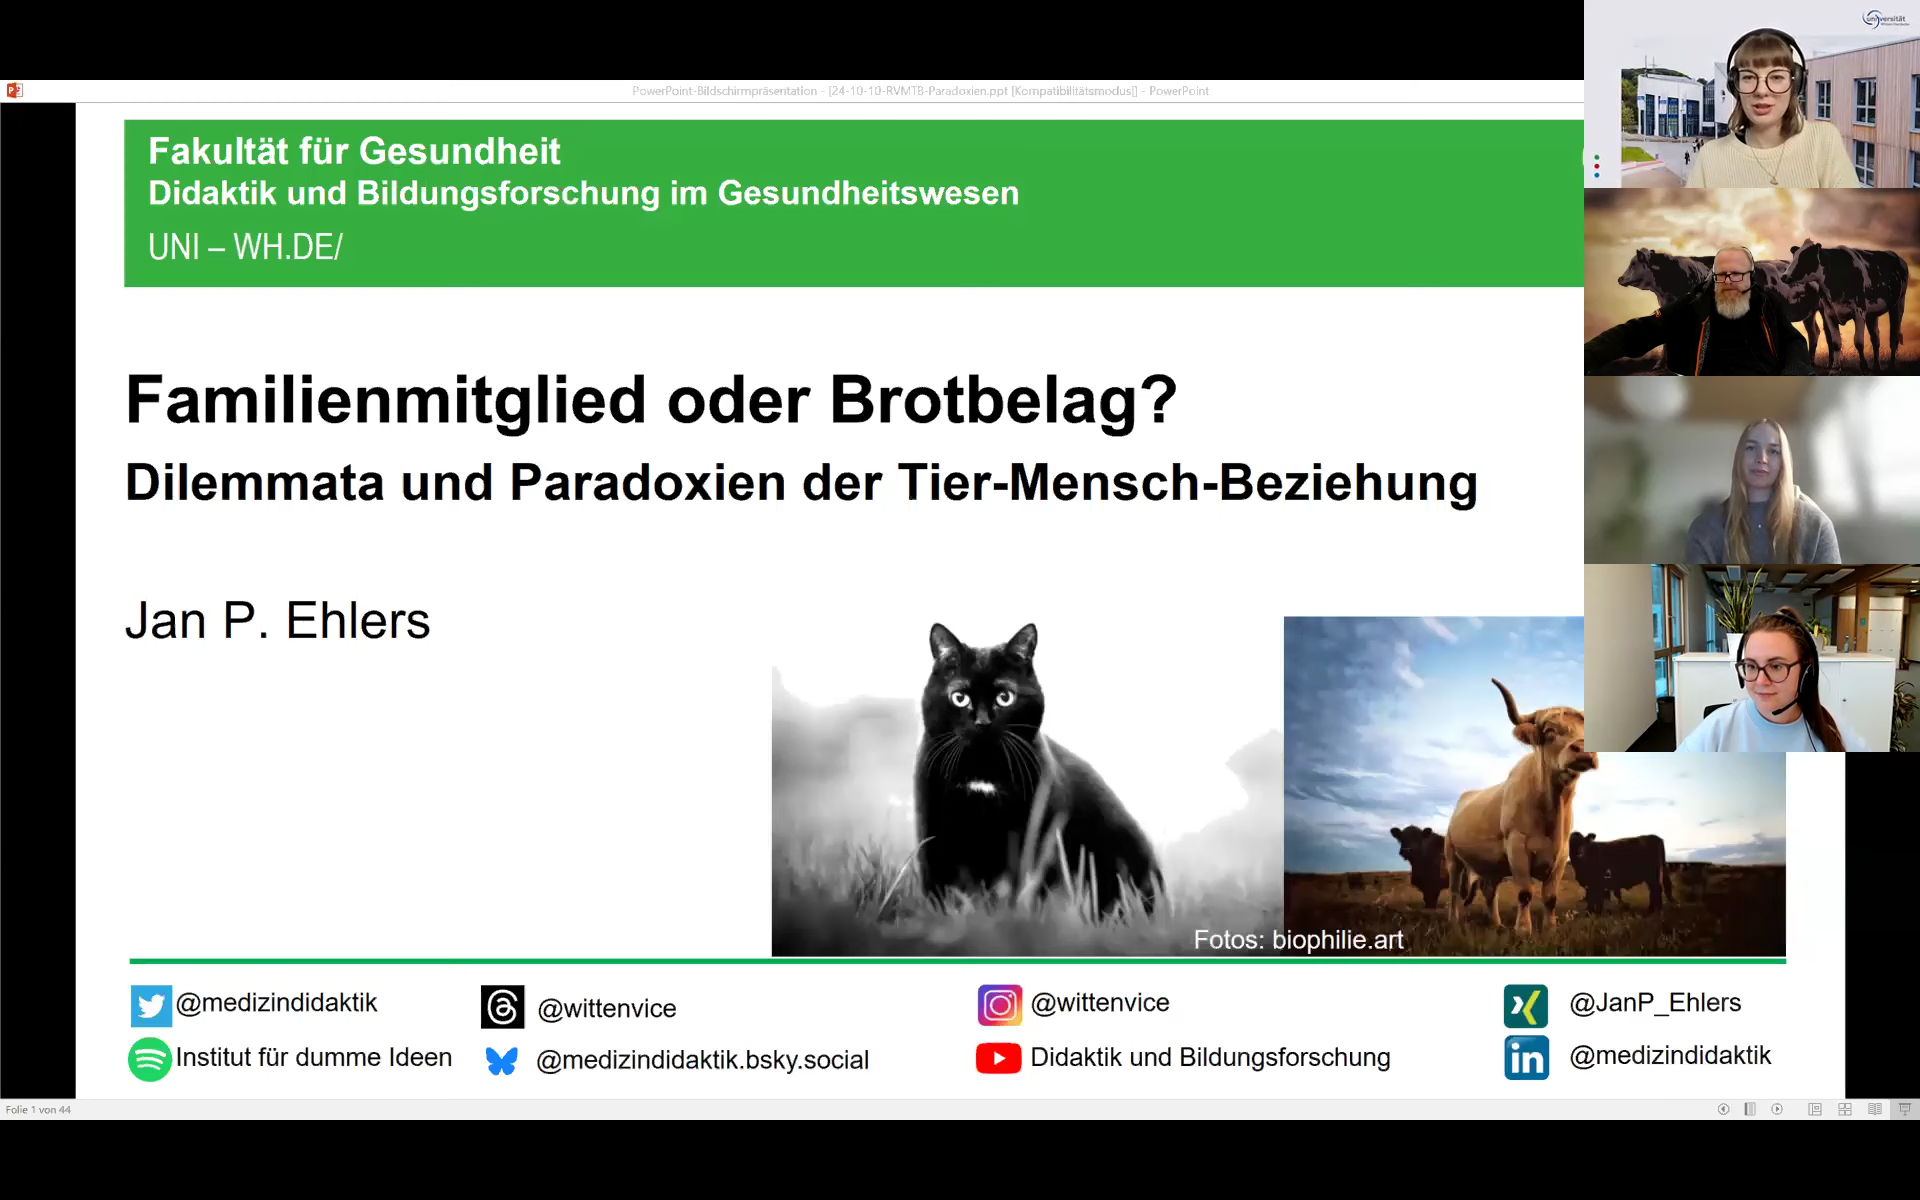 PowerPoint-Bildschirmpräsentation - [24-10-10-RVMTB-Paradoxien.ppt [Kompatibilitätsmodus]] - PowerPoint
Fakultät für Gesundheit
Didaktik und Bildungsforschung im Gesundheitswesen
UNI – WH.DE/
Familienmitglied oder Brotbelag?
Dilemmata und Paradoxien der Tier-Mensch-Beziehung
Jan P. Ehlers
Fotos: biophilie.art
@medizindidaktik
@wittenvice
@wittenvice
@JanP_Ehlers
Institut für dumme Ideen
@medizindidaktik.bsky.social
Didaktik und Bildungsforschung
@medizindidaktik
Folie 1 von 44
universität